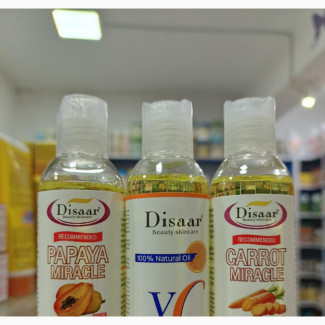 Disaar
Beauty skincare
RECOMMENDED
PAPAYA
MIRACLE
Disaar
Beauty skincare
100% Natural Oil
VC
Disaar
Beauty skincare
RECOMMENDED
CARROT
MIRACLE